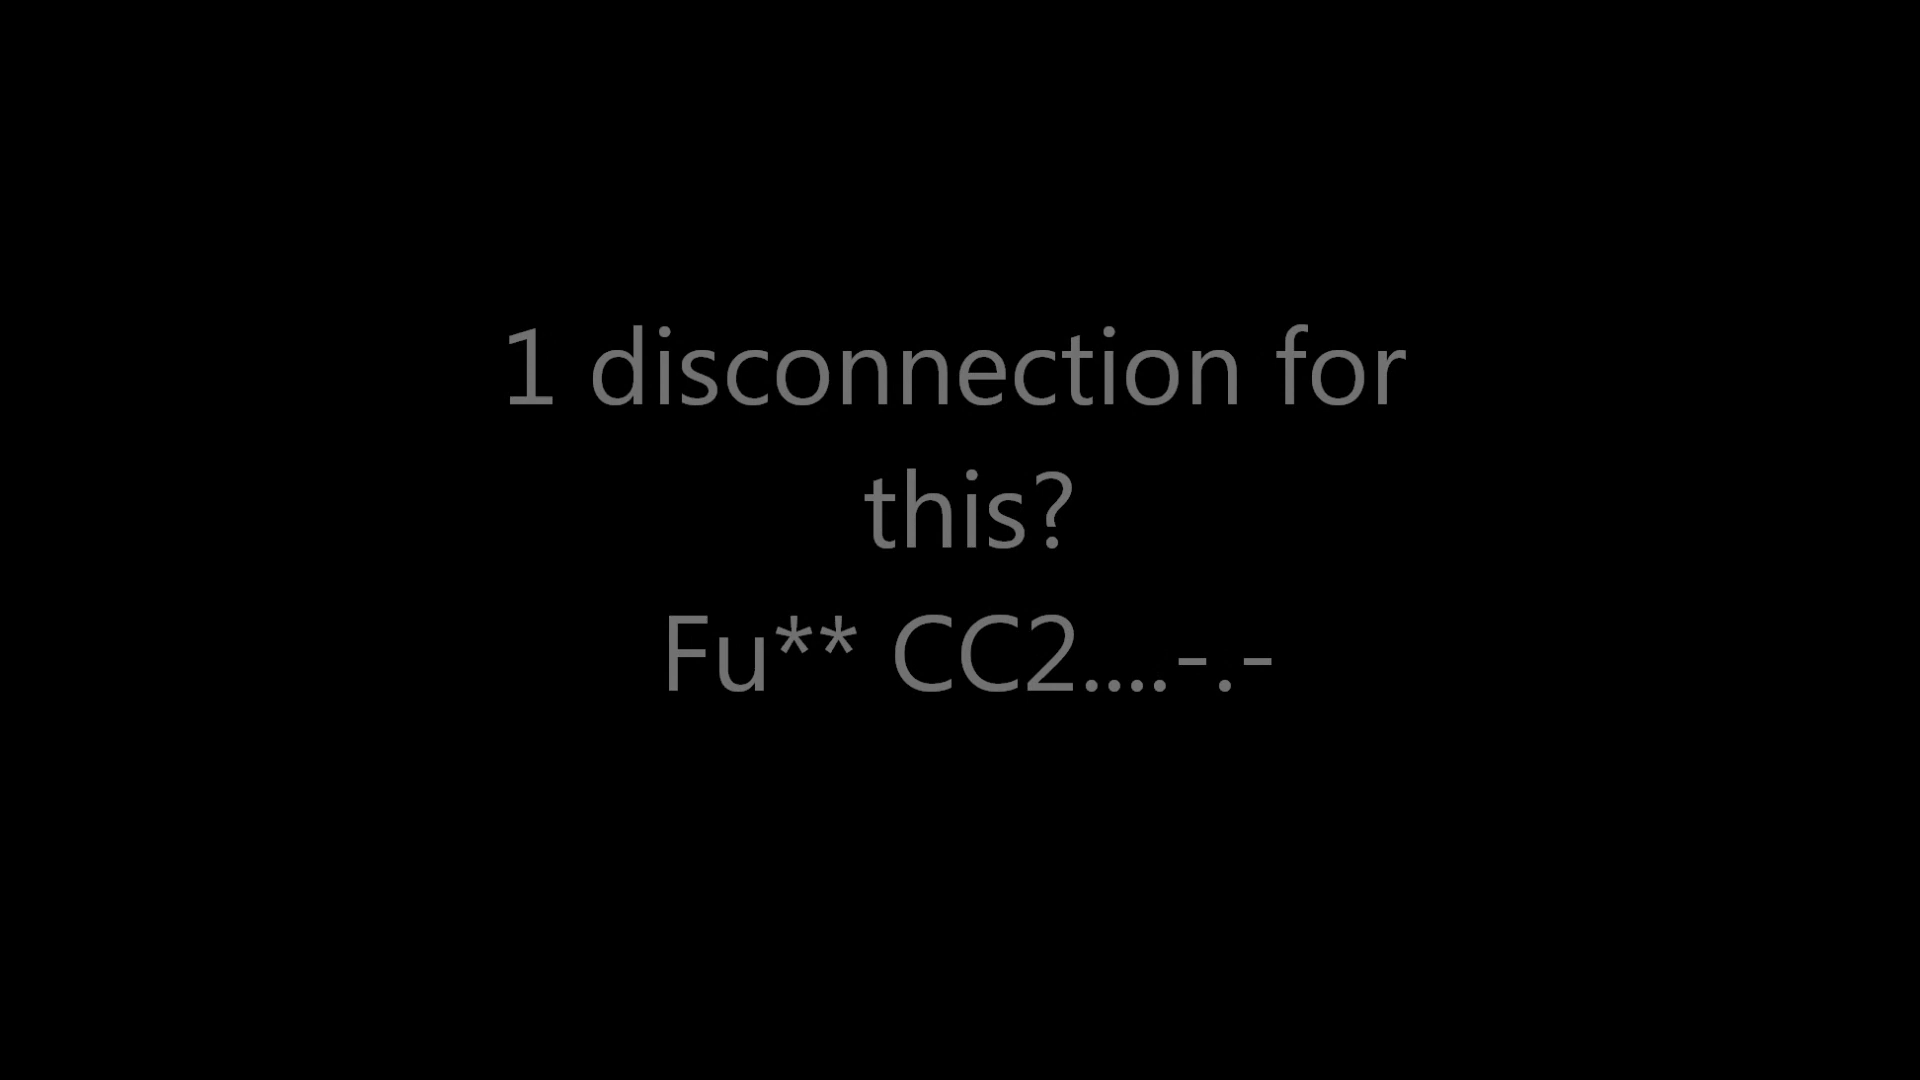 1 disconnection for
this?
Fu** CC2....-.-